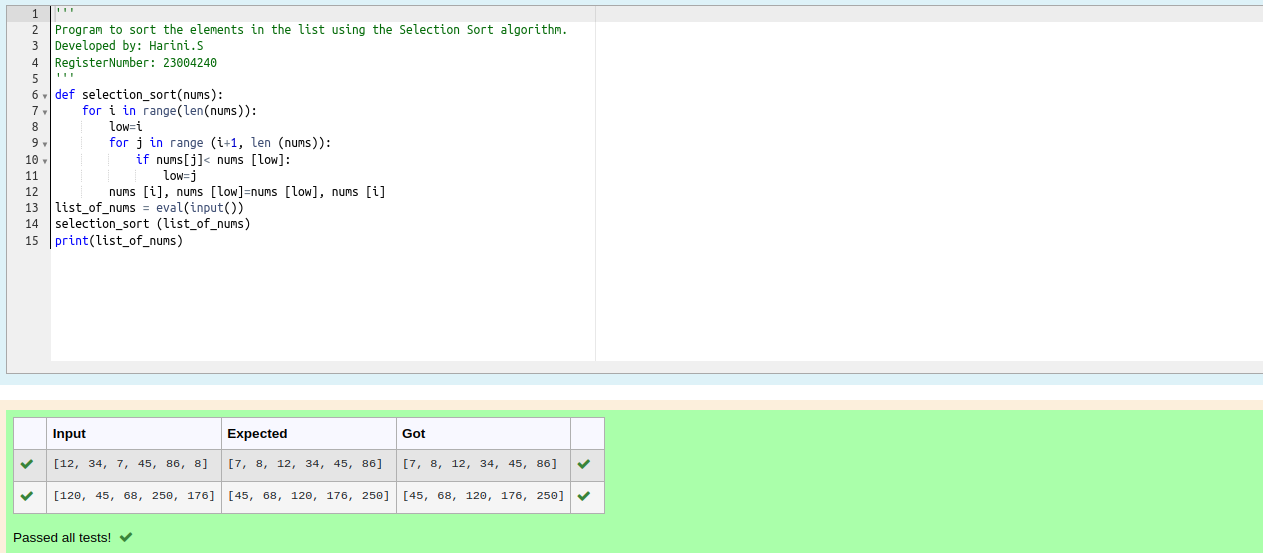 1 '''
2 Program to sort the elements in the list using the Selection Sort algorithm.
3 Developed by: Harini.S
4 RegisterNumber: 23004240
5 '''
6 def selection_sort(nums):
7     for i in range(len(nums)):
8         low=i
9         for j in range (i+1, len (nums)):
10             if nums[j]< nums [low]:
11                 low=j
12         nums [i], nums [low]=nums [low], nums [i]
13 list_of_nums = eval(input())
14 selection_sort (list_of_nums)
15 print(list_of_nums)
Input Expected Got
[12, 34, 7, 45, 86, 8] [7, 8, 12, 34, 45, 86] [7, 8, 12, 34, 45, 86]
[120, 45, 68, 250, 176] [45, 68, 120, 176, 250] [45, 68, 120, 176, 250]
Passed all tests!